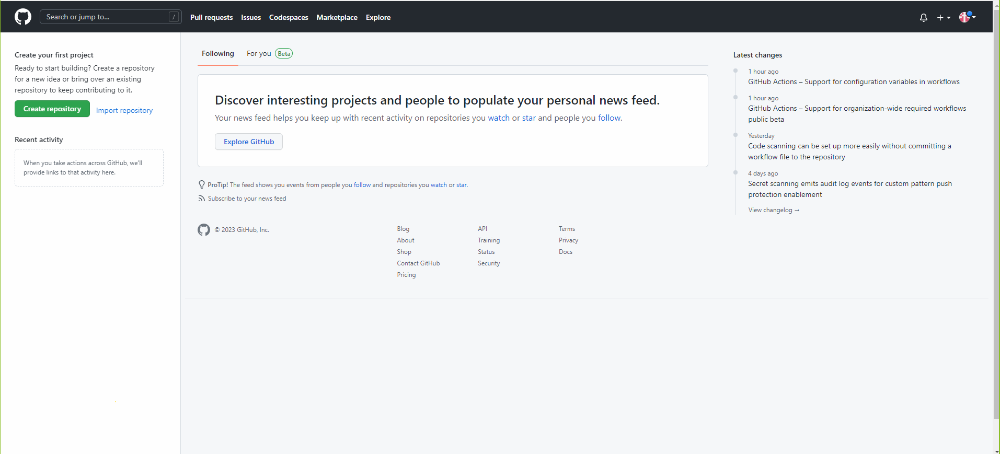 Search or jump to... /
Pull requests Issues Codespaces Marketplace Explore
Create your first project
Ready to start building? Create a repository
for a new idea or bring over an existing
repository to keep contributing to it.
Create repository Import repository
Recent activity
When you take actions across GitHub, we'll
provide links to that activity here.
Following For you Beta
Discover interesting projects and people to populate your personal news feed.
Your news feed helps you keep up with recent activity on repositories you watch or star and people you follow.
Explore GitHub
ProTip! The feed shows you events from people you follow and repositories you watch or star.
Subscribe to your news feed
© 2023 GitHub, Inc.
Blog
About
Shop
Contact GitHub
Pricing
API
Training
Status
Security
Terms
Privacy
Docs
Latest changes
1 hour ago
GitHub Actions – Support for configuration variables in workflows
1 hour ago
GitHub Actions – Support for organization-wide required workflows
public beta
Yesterday
Code scanning can be set up more easily without committing a
workflow file to the repository
4 days ago
Secret scanning emits audit log events for custom pattern push
protection enablement
View changelog →